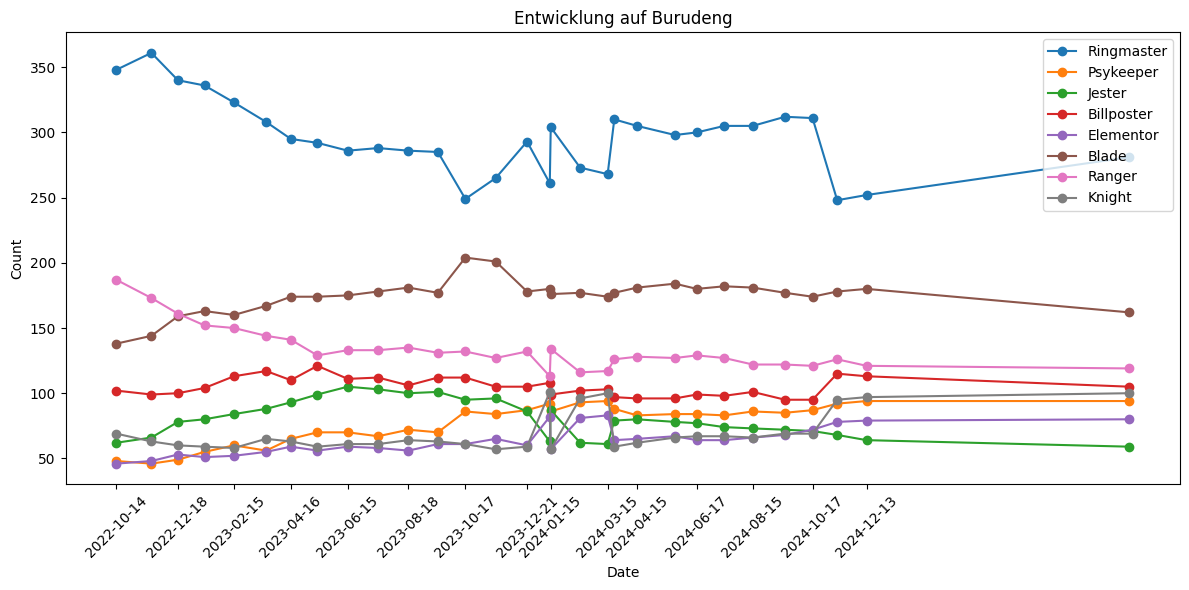 Entwicklung auf Burudeng
Count
350
300
250
200
150
100
50
Ringmaster
Psykeeper
Jester
Billposter
Elementor
Blade
Ranger
Knight
2022-10-14
2022-12-18
2023-02-15
2023-04-16
2023-06-15
2023-08-18
2023-10-17
2023-12-21
2024-01-15
2024-03-15
2024-04-15
2024-06-17
2024-08-15
2024-10-17
2024-12-13
Date